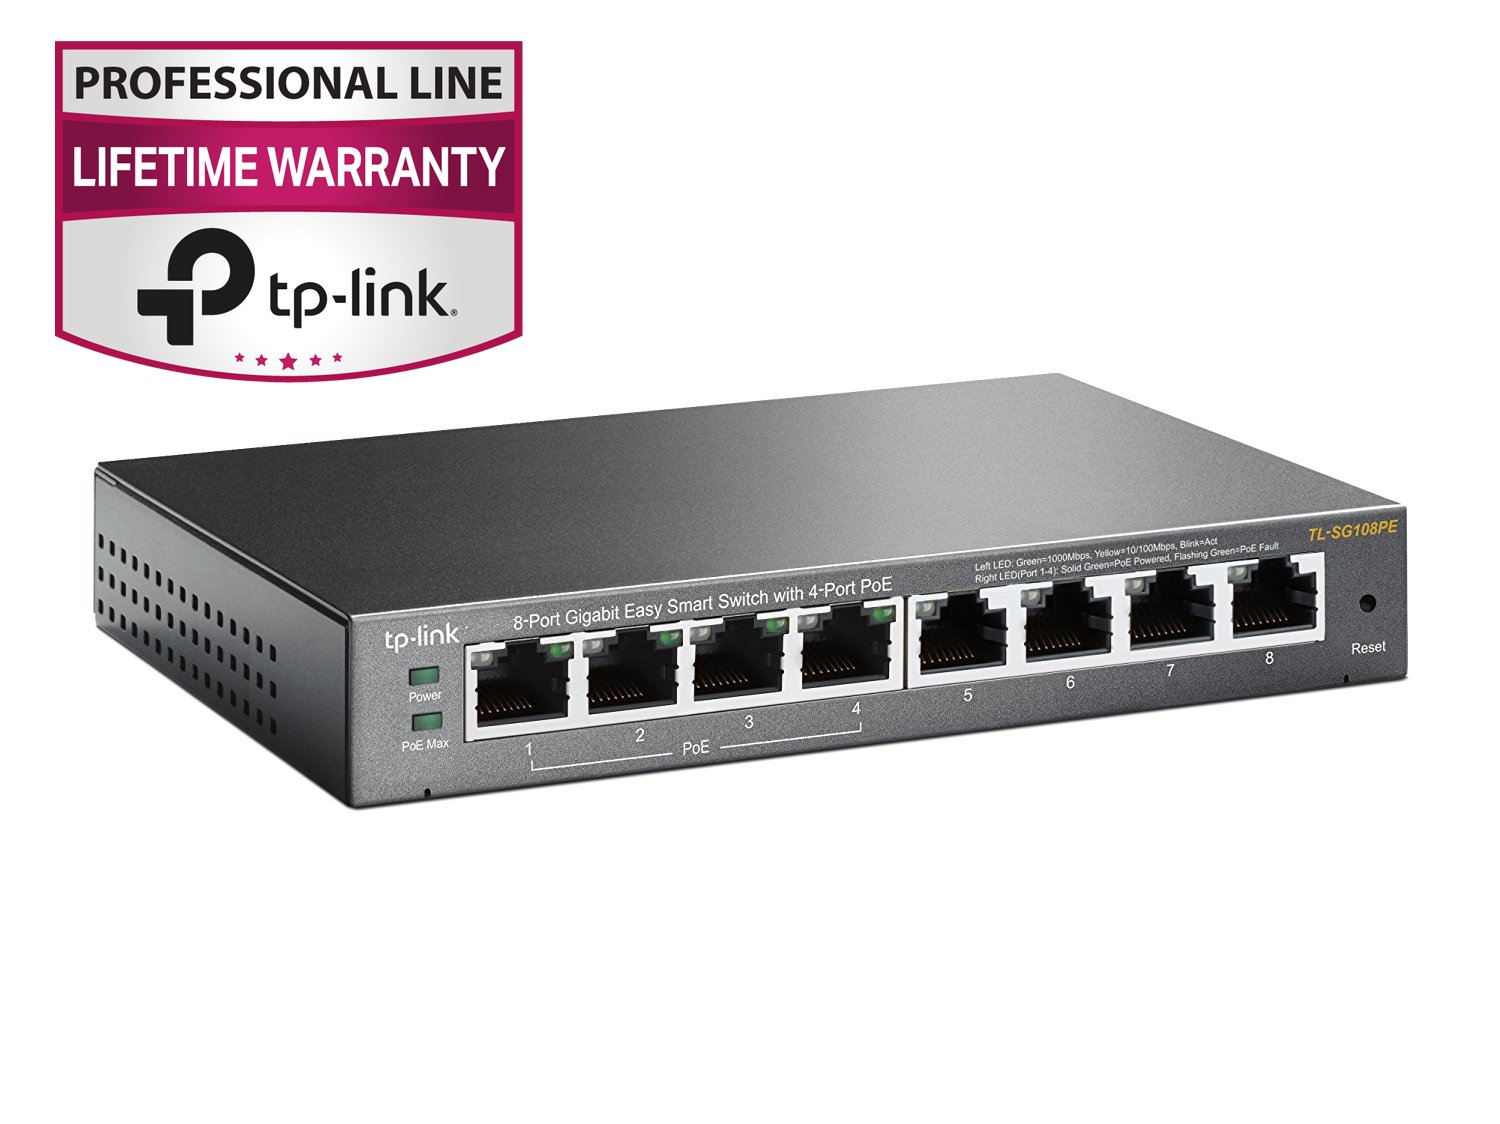 PROFESSIONAL LINE
LIFETIME WARRANTY
tp-link
TL-SG108PE
Left LED: Green=1000Mbps, Yellow=10/100Mbps, Blink=Act
Right LED(Port 1-4): Solid Green=PoE Powered, Flashing Green=PoE Fault
8-Port Gigabit Easy Smart Switch with 4-Port PoE
tp-link
Power
PoE Max
1 2 3 4 5 6 7 8
PoE
Reset